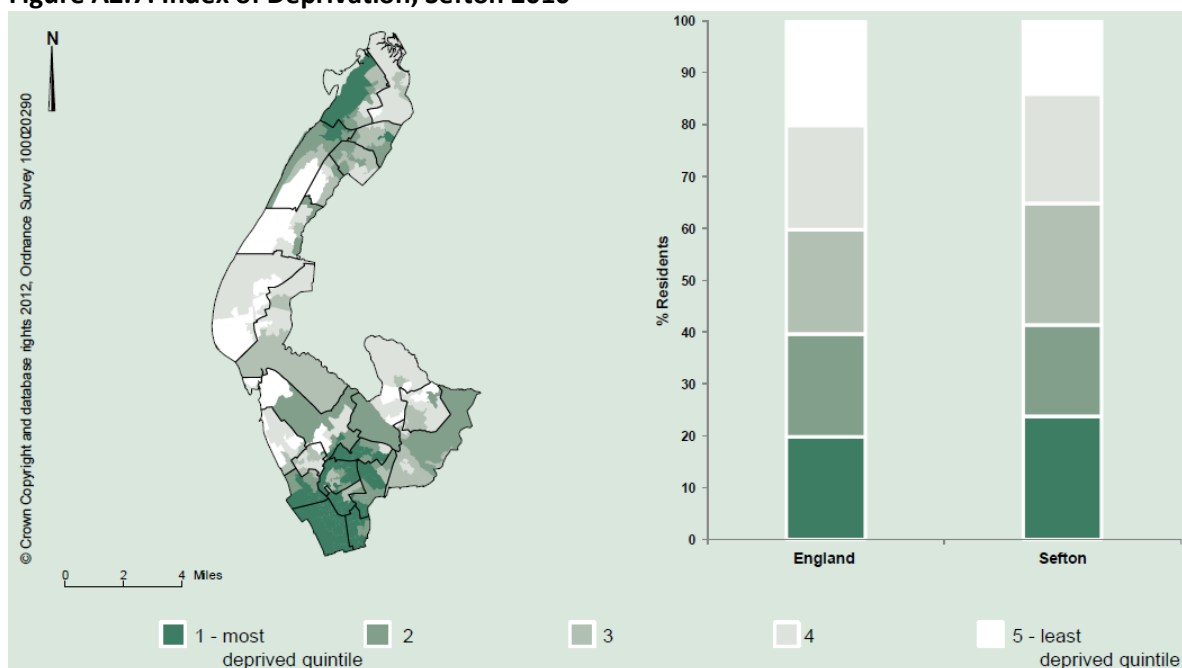 Figure A2.7: Index of Deprivation, Sefton 2010
N
© Crown Copyright and database rights 2012, Ordnance Survey 100020290
0 2 4 Miles
% Residents
100
90
80
70
60
50
40
30
20
10
0
England
Sefton
1 - most
deprived quintile
2
3
4
5 - least
deprived quintile